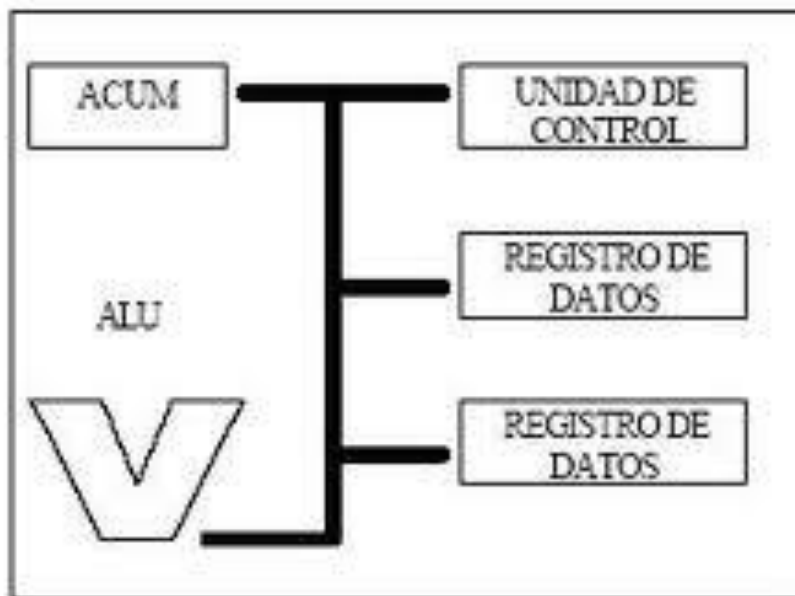 ACUM
UNIDAD DE
CONTROL
REGISTRO DE
DATOS
ALU
REGISTRO DE
DATOS